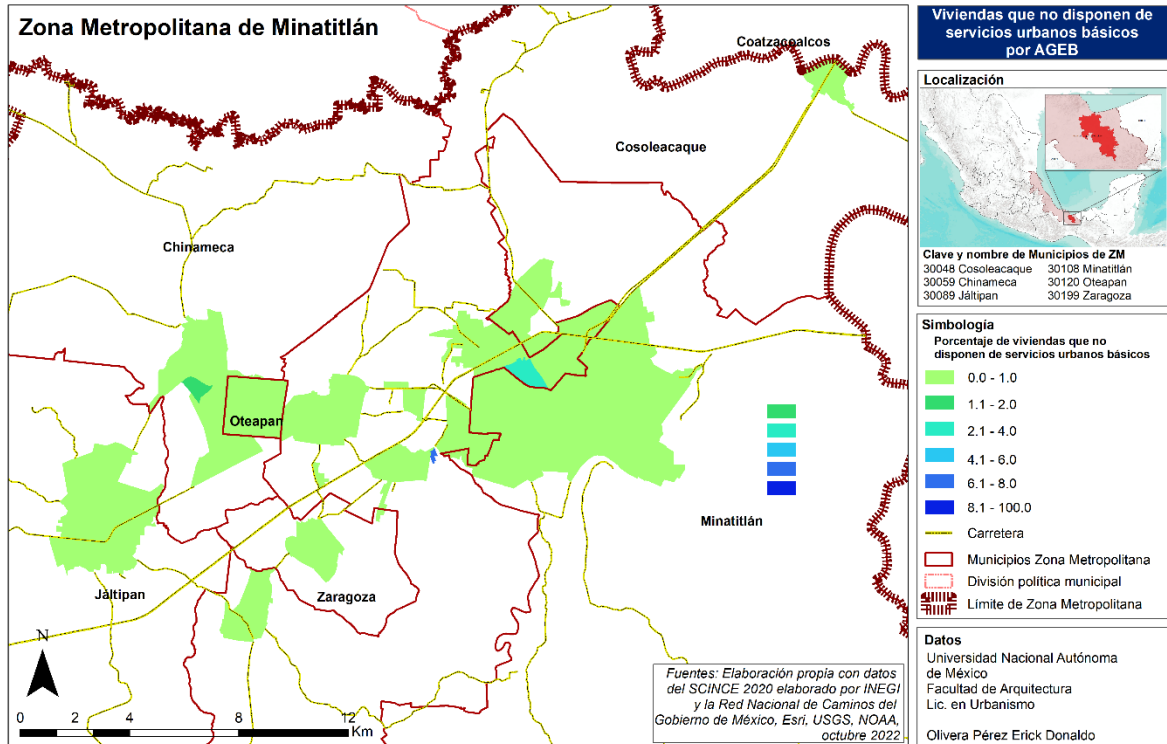 Zona Metropolitana de Minatitlán
Coatzacoalcos
Cosoleacaque
Chinameca
Oteapan
Minatitlán
Jáltipan
Zaragoza
N
0 2 4 8 12
Km
Fuentes: Elaboración propia con datos
del SCINCE 2020 elaborado por INEGI
y la Red Nacional de Caminos del
Gobierno de México, Esri, USGS, NOAA,
octubre 2022
Viviendas que no disponen de
servicios urbanos básicos
por AGEB
Localización
Clave y nombre de Municipios de ZM
30048 Cosoleacaque 30108 Minatitlán
30059 Chinameca 30120 Oteapan
30089 Jáltipan 30199 Zaragoza
Simbología
Porcentaje de viviendas que no
disponen de servicios urbanos básicos
0.0 - 1.0
1.1 - 2.0
2.1 - 4.0
4.1 - 6.0
6.1 - 8.0
8.1 - 100.0
Carretera
Municipios Zona Metropolitana
División política municipal
Límite de Zona Metropolitana
Datos
Universidad Nacional Autónoma
de México
Facultad de Arquitectura
Lic. en Urbanismo
Olivera Pérez Erick Donaldo